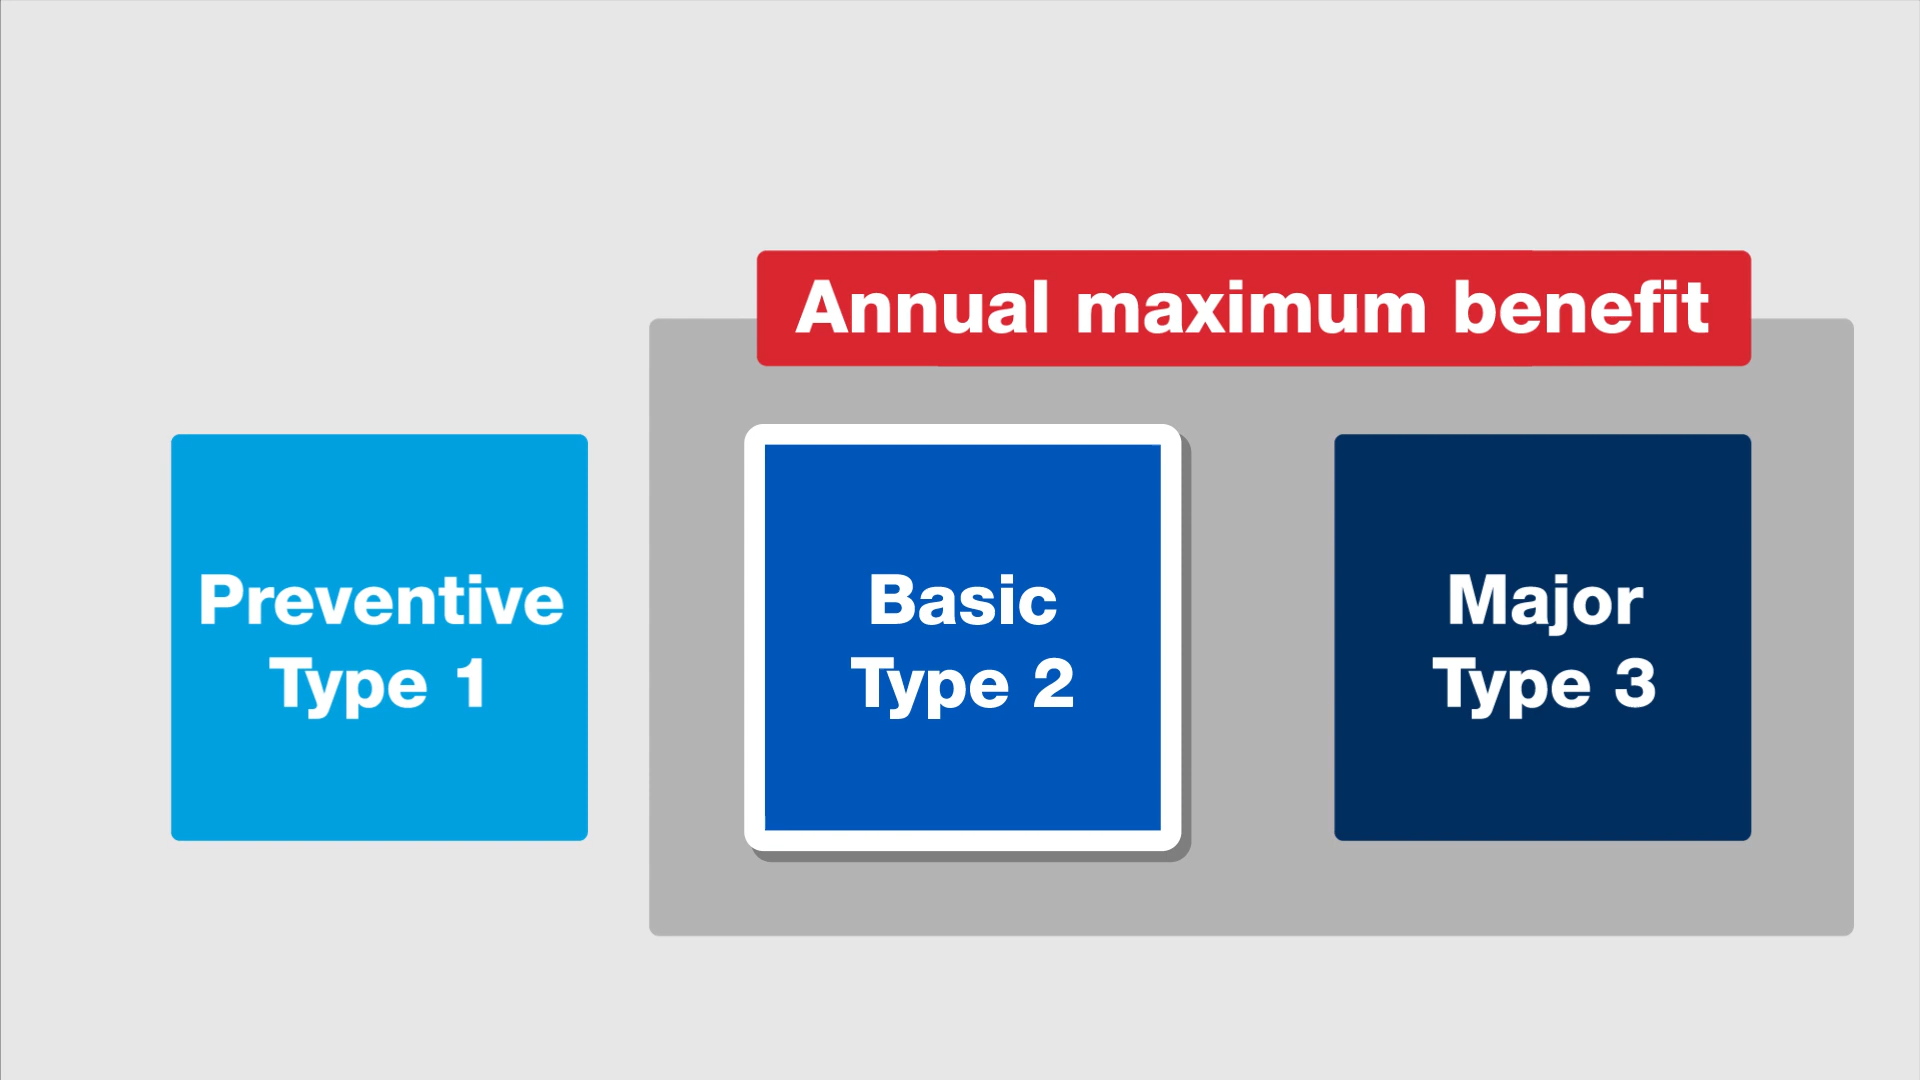 Annual maximum benefit
Preventive
Type 1
Basic
Type 2
Major
Type 3